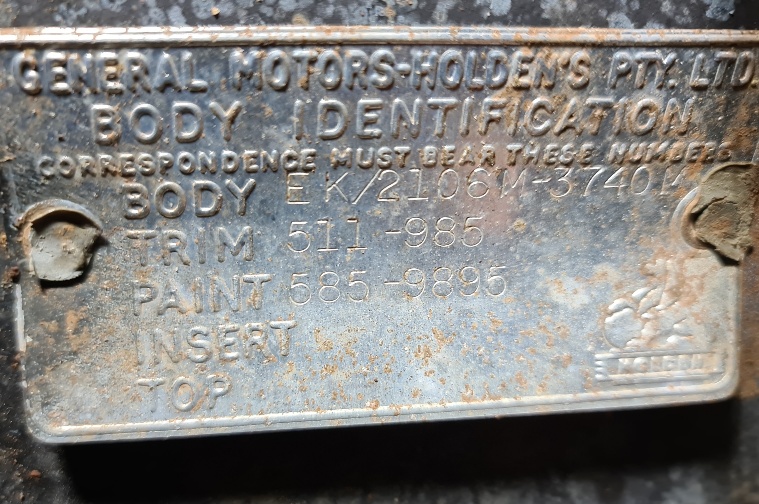 GENERAL MOTORS-HOLDEN'S PTY. LTD.
BODY IDENTIFICATION
CORRESPONDENCE MUST BEAR THESE NUMBERS
BODY EK/2106M-3740M
TRIM 511-985
PAINT 585-9895
INSERT
TOP
HOLDEN